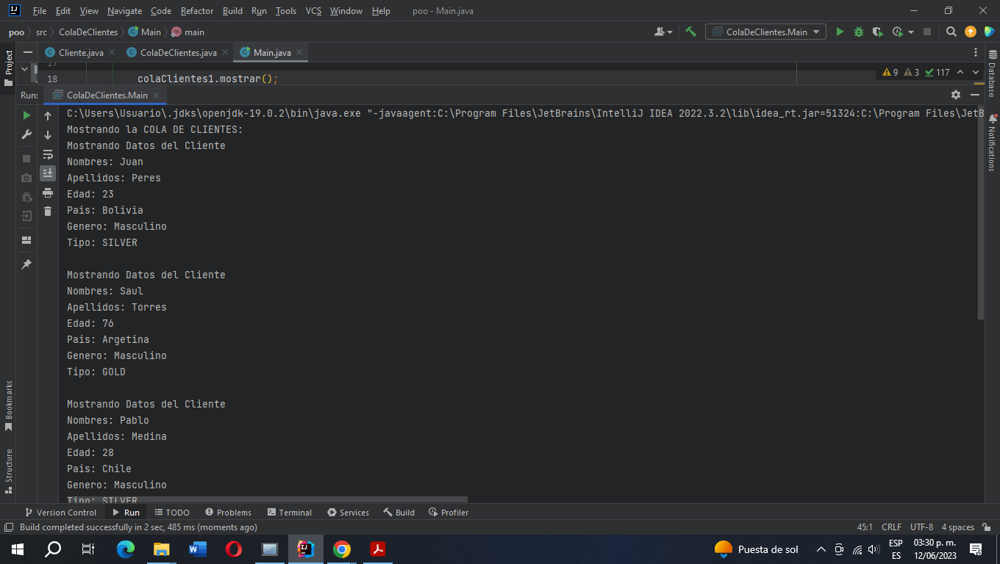 File Edit View Navigate Code Refactor Build Run Tools VCS Window Help poo - Main.java
poo src ColaDeClientes Main main ColaDeClientes.Main
Project
Cliente.java ColaDeClientes.java Main.java
17
18 colaClientes1.mostrar();
9 3 117
Database
Notifications
Run: ColaDeClientes.Main
C:\Users\Usuario\.jdks\openjdk-19.0.2\bin\java.exe "-javaagent:C:\Program Files\JetBrains\IntelliJ IDEA 2022.3.2\lib\idea_rt.jar=51324:C:\Program Files\JetB
Mostrando la COLA DE CLIENTES:
Mostrando Datos del Cliente
Nombres: Juan
Apellidos: Peres
Edad: 23
Pais: Bolivia
Genero: Masculino
Tipo: SILVER
Mostrando Datos del Cliente
Nombres: Saul
Apellidos: Torres
Edad: 76
Pais: Argetina
Genero: Masculino
Tipo: GOLD
Mostrando Datos del Cliente
Nombres: Pablo
Apellidos: Medina
Edad: 28
Pais: Chile
Genero: Masculino
Tipo: SILVER
Bookmarks
Structure
Version Control Run TODO Problems Terminal Services Build Profiler
Build completed successfully in 2 sec, 485 ms (moments ago) 45:1 CRLF UTF-8 4 spaces
Puesta de sol ESP 03:30 p. m.
ES 12/06/2023